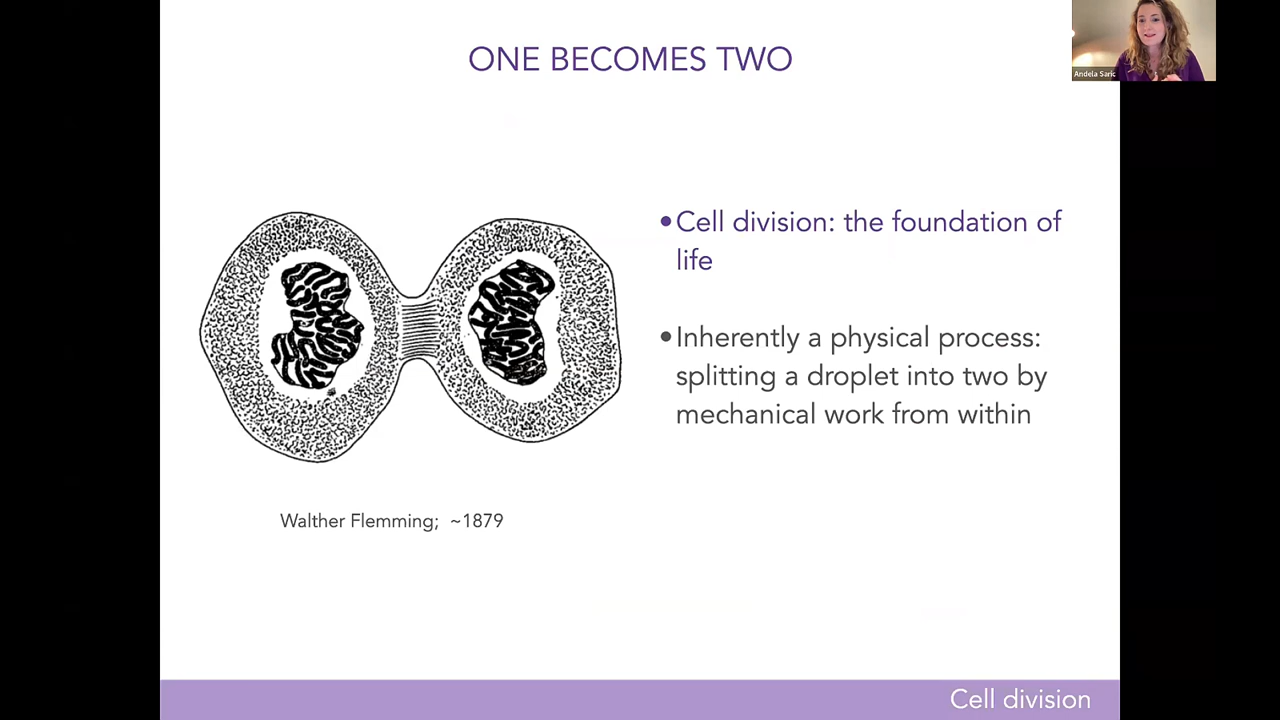 ONE BECOMES TWO
Andela Saric
•Cell division: the foundation of
life
•Inherently a physical process:
splitting a droplet into two by
mechanical work from within
Walther Flemming; ~1879
Cell division